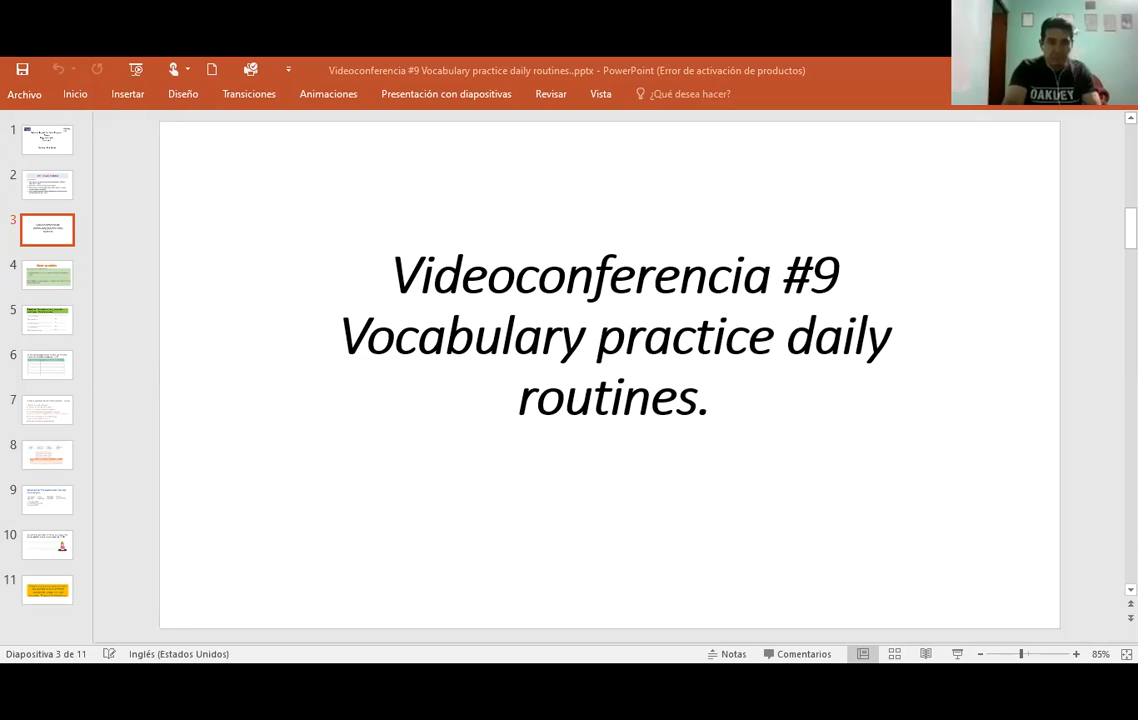 Videoconferencia #9 Vocabulary practice daily routines..pptx - PowerPoint (Error de activación de productos)
Archivo Inicio Insertar Diseño Transiciones Animaciones Presentación con diapositivas Revisar Vista ¿Qué desea hacer?
OAKLEY
1
2
3
4
5
6
7
8
9
10
11
Videoconferencia #9
Vocabulary practice daily
routines.
Diapositiva 3 de 11 Inglés (Estados Unidos) Notas Comentarios 85%